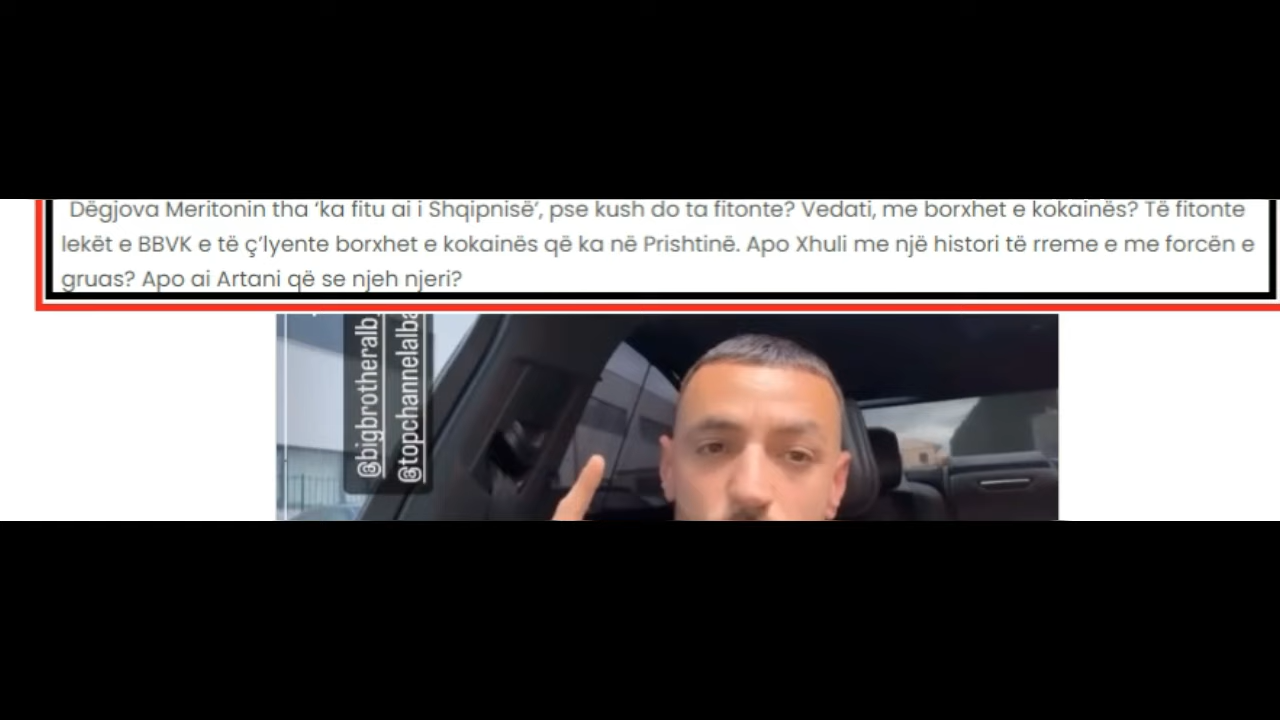 Dëgjova Meritonin tha ‘ka fitu ai i Shqipnisë’, pse kush do ta fitonte? Vedati, me borxhet e kokainës? Të fitonte
lekët e BBVK e të ç’lyente borxhet e kokainës që ka në Prishtinë. Apo Xhuli me një histori të rreme e me forcën e
gruas? Apo ai Artani që se njeh njeri?
@bigbrotheralb_
@topchannelalba